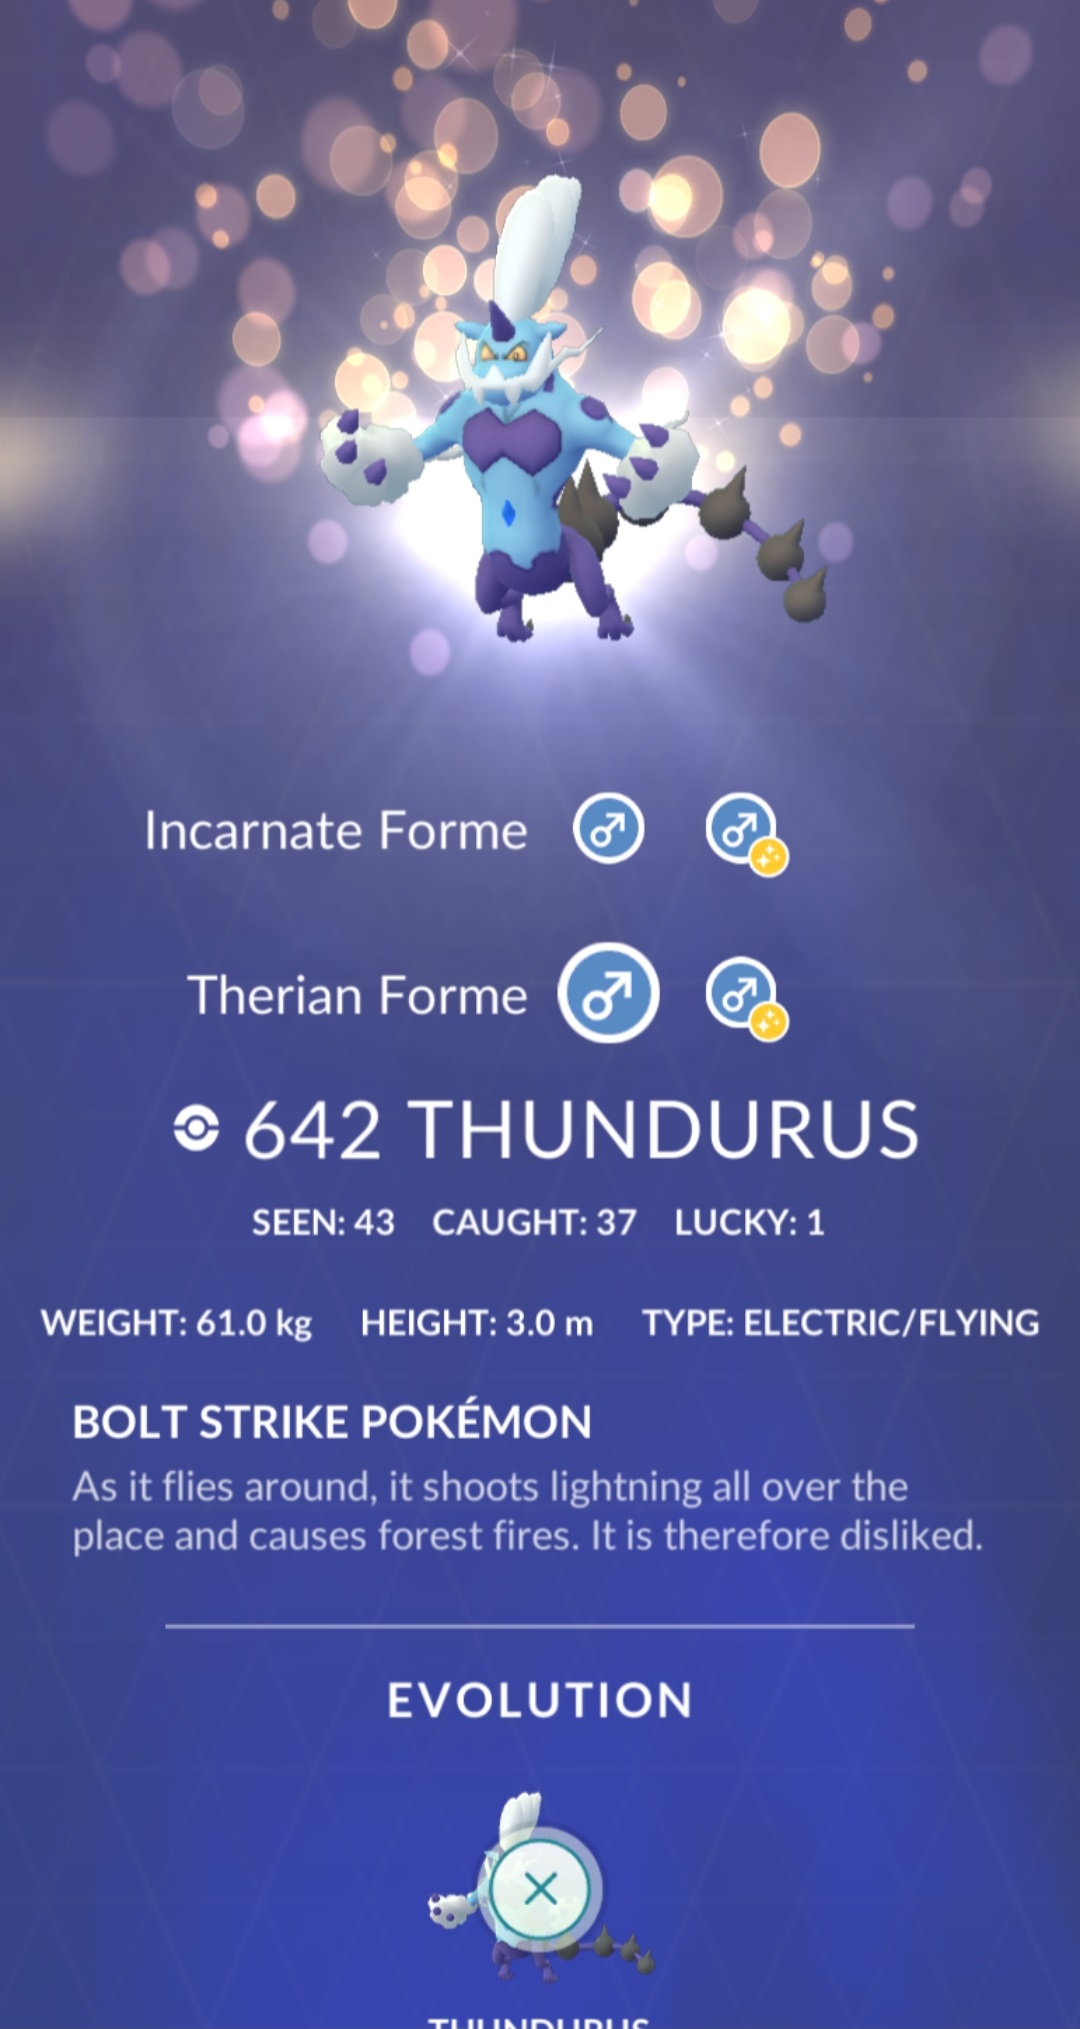 Incarnate Forme
Therian Forme
642 THUNDURUS
SEEN: 43 CAUGHT: 37 LUCKY: 1
WEIGHT: 61.0 kg HEIGHT: 3.0 m TYPE: ELECTRIC/FLYING
BOLT STRIKE POKÉMON
As it flies around, it shoots lightning all over the
place and causes forest fires. It is therefore disliked.
EVOLUTION
THUNDURUS